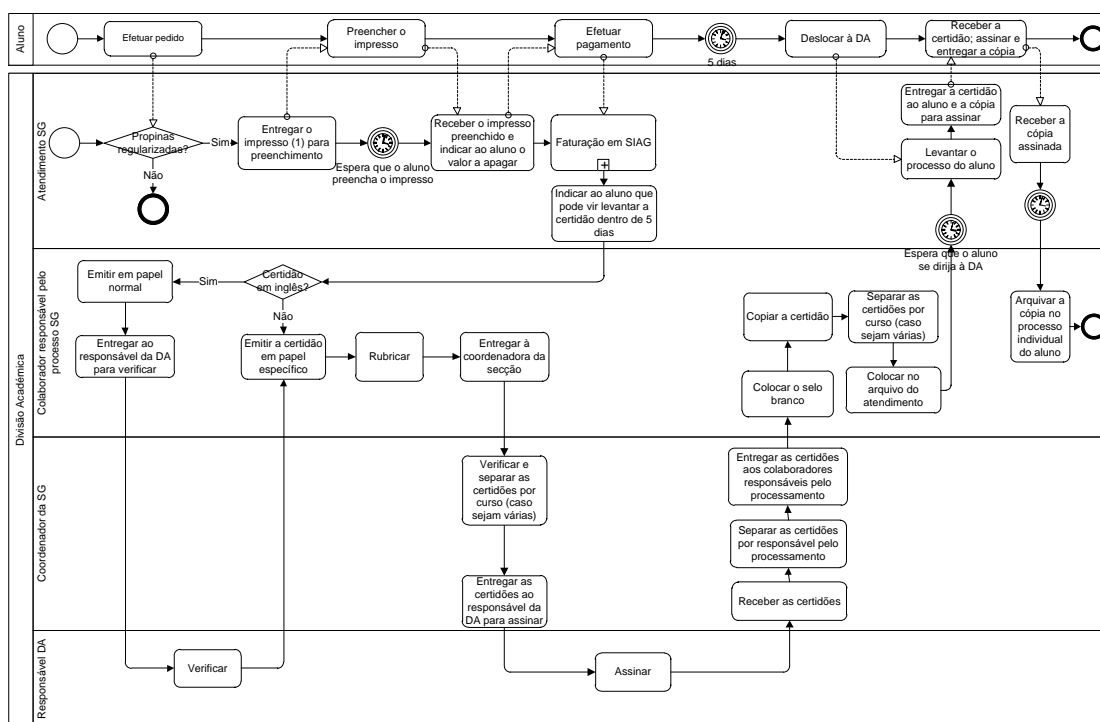 Aluno
Efetuar pedido
Preencher o
impresso
Efetuar
pagamento
5 dias
Deslocar à DA
Receber a
certidão; assinar e
entregar a cópia
Divisão Académica
Atendimento SG
Propinas
regularizadas?
Sim
Não
Entregar o
impresso (1) para
preenchimento
Espera que o aluno
preencha o impresso
Receber o impresso
preenchido e
indicar ao aluno o
valor a apagar
Faturação em SIAG
Indicar ao aluno que
pode vir levantar a
certidão dentro de 5
dias
Entregar a certidão
ao aluno e a cópia
para assinar
Levantar o
processo do aluno
Espera que o aluno
se dirija à DA
Receber a
cópia
assinada
Colaborador responsável pelo
processo SG
Emitir em papel
normal
Sim
Certidão
em inglês?
Não
Entregar ao
responsável da DA
para verificar
Emitir a certidão
em papel
específico
Rubricar
Entregar à
coordenadora da
secção
Copiar a certidão
Separar as
certidões por
curso (caso
sejam várias)
Colocar o selo
branco
Colocar no
arquivo do
atendimento
Arquivar a
cópia no
processo
individual
do aluno
Coordenador da SG
Verificar e
separar as
certidões por
curso (caso
sejam várias)
Entregar as
certidões ao
responsável da
DA para assinar
Entregar as certidões
aos colaboradores
responsáveis pelo
processamento
Separar as certidões
por responsável pelo
processamento
Receber as certidões
Responsável DA
Verificar
Assinar